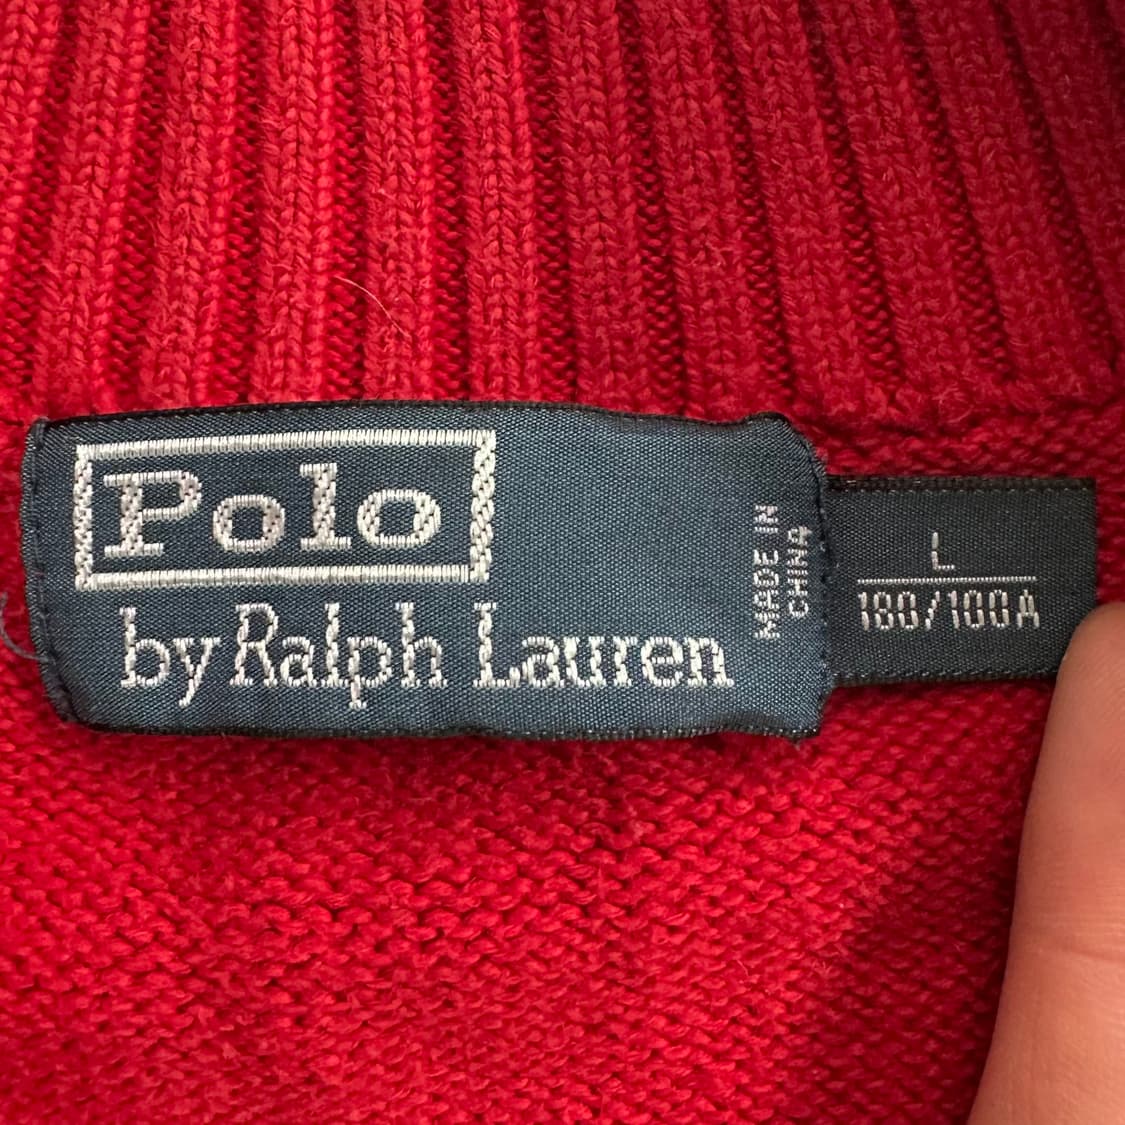 Polo
by Ralph Lauren
MADE IN
CHINA
L
180/100A